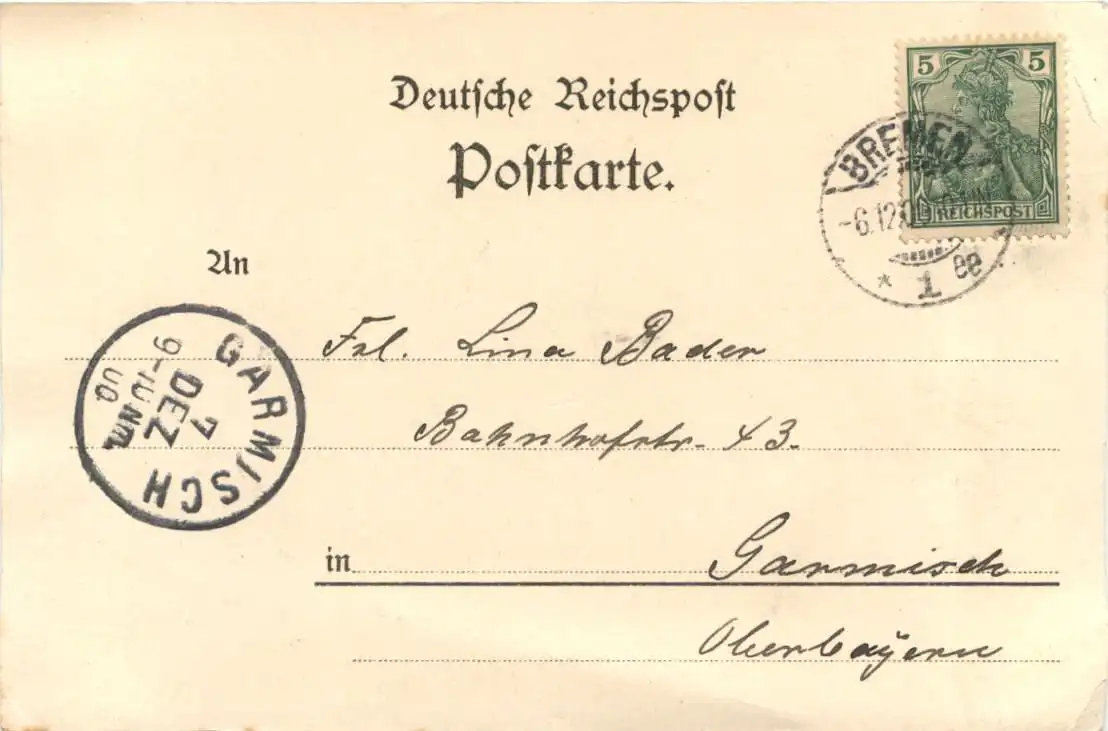 Deutsche Reichspost
Postkarte.
5 5
REICHSPOST
BREMEN
-6.12.0
* 1 ee
An
Frl. Lina Bader
Bahnhofstr. 43.
in Garmisch
Oberbayern
GARMISCH
7
DEZ
9-10 Nm.
00